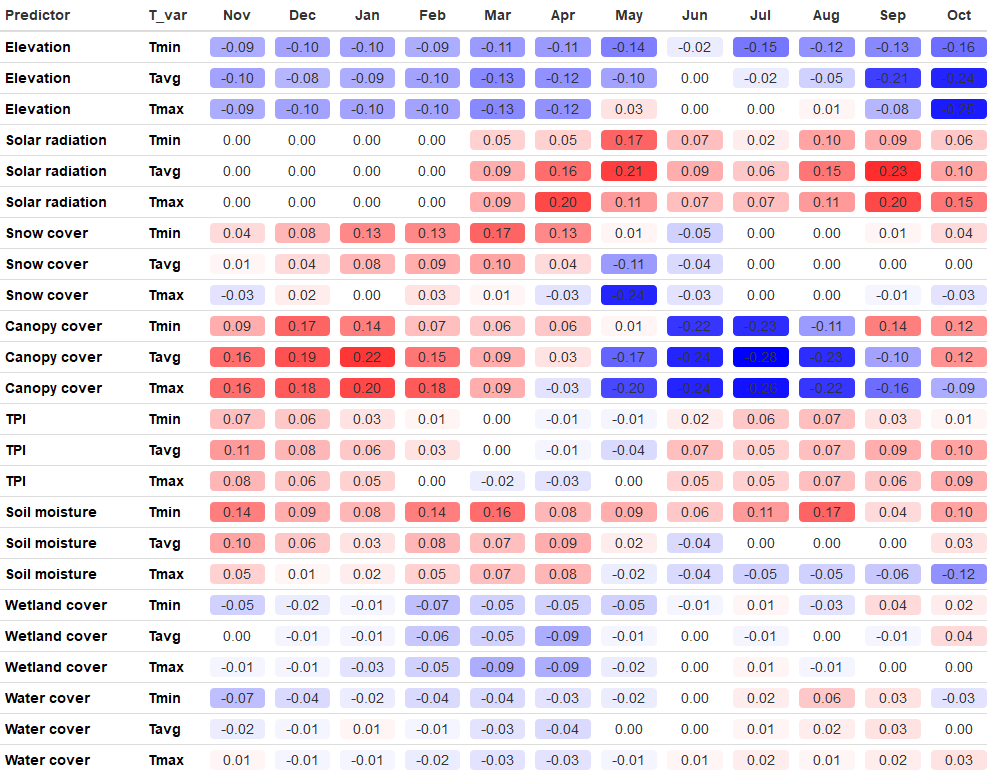 Predictor T_var Nov Dec Jan Feb Mar Apr May Jun Jul Aug Sep Oct
Elevation Tmin -0.09 -0.10 -0.10 -0.09 -0.11 -0.11 -0.14 -0.02 -0.15 -0.12 -0.13 -0.16
Elevation Tavg -0.10 -0.08 -0.09 -0.10 -0.13 -0.12 -0.10 0.00 -0.02 -0.05 -0.21 -0.24
Elevation Tmax -0.09 -0.10 -0.10 -0.10 -0.13 -0.12 0.03 0.00 0.00 0.01 -0.08 -0.25
Solar radiation Tmin 0.00 0.00 0.00 0.00 0.05 0.05 0.17 0.07 0.02 0.10 0.09 0.06
Solar radiation Tavg 0.00 0.00 0.00 0.00 0.09 0.16 0.21 0.09 0.06 0.15 0.23 0.10
Solar radiation Tmax 0.00 0.00 0.00 0.00 0.09 0.20 0.11 0.07 0.07 0.11 0.20 0.15
Snow cover Tmin 0.04 0.08 0.13 0.13 0.17 0.13 0.01 -0.05 0.00 0.00 0.01 0.04
Snow cover Tavg 0.01 0.04 0.08 0.09 0.10 0.04 -0.11 -0.04 0.00 0.00 0.00 0.00
Snow cover Tmax -0.03 0.02 0.00 0.03 0.01 -0.03 -0.24 -0.03 0.00 0.00 -0.01 -0.03
Canopy cover Tmin 0.09 0.17 0.14 0.07 0.06 0.06 0.01 -0.22 -0.23 -0.11 0.14 0.12
Canopy cover Tavg 0.16 0.19 0.22 0.15 0.09 0.03 -0.17 -0.24 -0.28 -0.23 -0.10 0.12
Canopy cover Tmax 0.16 0.18 0.20 0.18 0.09 -0.03 -0.20 -0.24 -0.26 -0.22 -0.16 -0.09
TPI Tmin 0.07 0.06 0.03 0.01 0.00 -0.01 -0.01 0.02 0.06 0.07 0.03 0.01
TPI Tavg 0.11 0.08 0.06 0.03 0.00 -0.01 -0.04 0.07 0.05 0.07 0.09 0.10
TPI Tmax 0.08 0.06 0.05 0.00 -0.02 -0.03 0.00 0.05 0.05 0.07 0.06 0.09
Soil moisture Tmin 0.14 0.09 0.08 0.14 0.16 0.08 0.09 0.06 0.11 0.17 0.04 0.10
Soil moisture Tavg 0.10 0.06 0.03 0.08 0.07 0.09 0.02 -0.04 0.00 0.00 0.00 0.03
Soil moisture Tmax 0.05 0.01 0.02 0.05 0.07 0.08 -0.02 -0.04 -0.05 -0.05 -0.06 -0.12
Wetland cover Tmin -0.05 -0.02 -0.01 -0.07 -0.05 -0.05 -0.05 -0.01 0.01 -0.03 0.04 0.02
Wetland cover Tavg 0.00 -0.01 -0.01 -0.06 -0.05 -0.09 -0.01 0.00 -0.01 0.00 -0.01 0.04
Wetland cover Tmax -0.01 -0.01 -0.03 -0.05 -0.09 -0.09 -0.02 0.00 0.01 -0.01 0.00 0.00
Water cover Tmin -0.07 -0.04 -0.02 -0.04 -0.04 -0.03 -0.02 0.00 0.02 0.06 0.03 -0.03
Water cover Tavg -0.02 -0.01 0.01 -0.01 -0.03 -0.04 0.00 0.00 0.01 0.02 0.03 0.00
Water cover Tmax 0.01 -0.01 -0.01 -0.02 -0.03 -0.03 -0.01 0.01 0.01 0.02 0.02 0.03